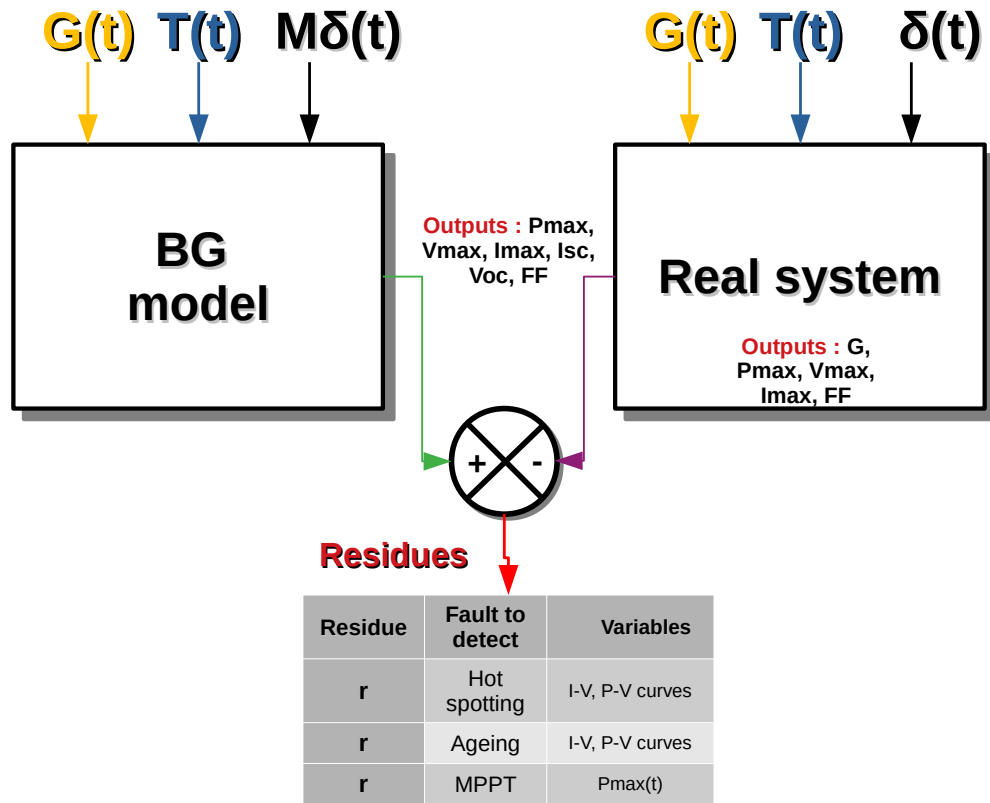 G(t) T(t) Mδ(t)
G(t) T(t) δ(t)
BG
model
Outputs : Pmax,
Vmax, Imax, Isc,
Voc, FF
Real system
Outputs : G,
Pmax, Vmax,
Imax, FF
+ -
Residues
Residue
Fault to
detect
Variables
r
Hot
spotting
I-V, P-V curves
r
Ageing
I-V, P-V curves
r
MPPT
Pmax(t)